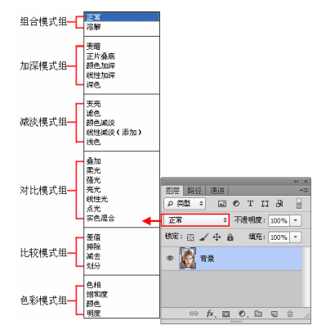 组合模式组
正常
溶解
加深模式组
变暗
正片叠底
颜色加深
线性加深
深色
减淡模式组
变亮
滤色
颜色减淡
线性减淡（添加）
浅色
对比模式组
叠加
柔光
强光
亮光
线性光
点光
实色混合
比较模式组
差值
排除
减去
划分
色彩模式组
色相
饱和度
颜色
明度
图层 路径 通道
类型
正常 不透明度: 100%
锁定: 填充: 100%
背景
fx